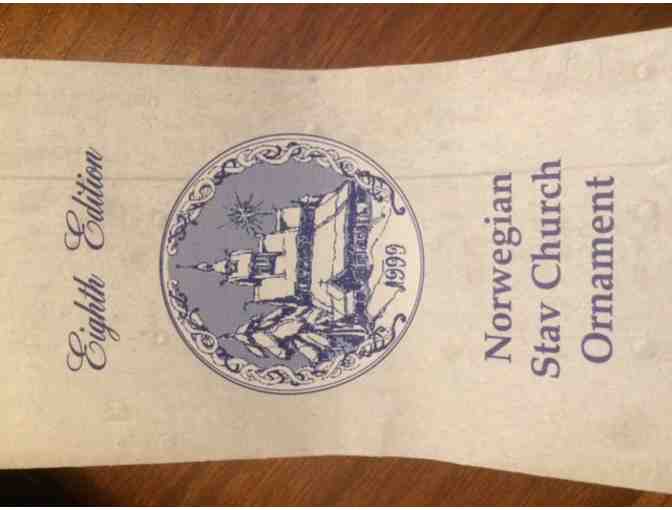 Eighth Edition
1999
Norwegian
Stav Church
Ornament